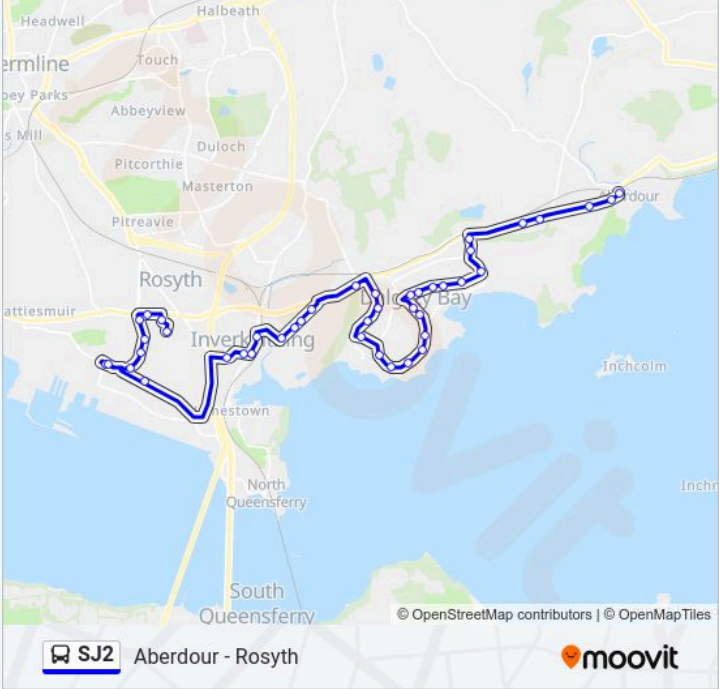 Halbeath
Headwell
ermline
Touch
bey Parks
Abbeyview
s Mill
Duloch
Pitcorthie
Masterton
Aberdour
Pitreavie
Rosyth
Dalgety Bay
attiesmuir
Inverkeithing
Inchcolm
nestown
North
Queensferry
Inchr
South
Queensferry
© OpenStreetMap contributors | © OpenMapTiles
SJ2 Aberdour - Rosyth
moovit